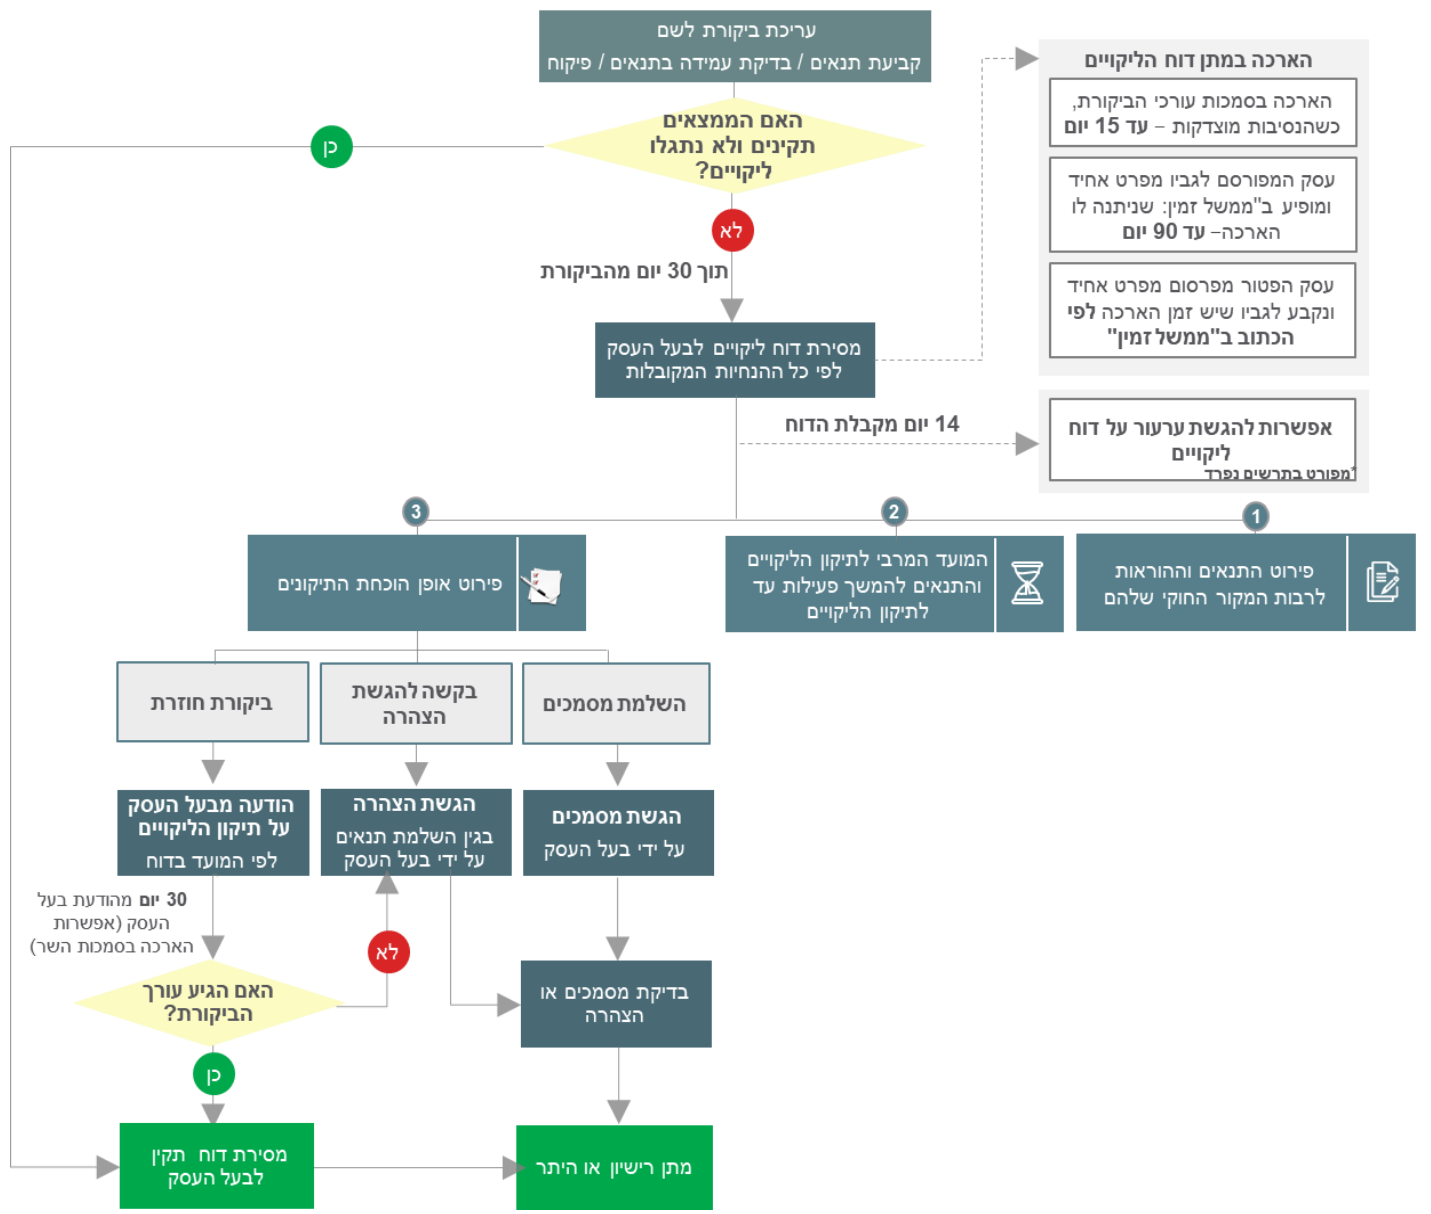 עריכת ביקורת לשם
קביעת תנאים / בדיקת עמידה בתנאים / פיקוח
האם הממצאים
תקינים ולא נתגלו
ליקויים?
כן
לא
תוך 30 יום מהביקורת
מסירת דוח ליקויים לבעל העסק
לפי כל ההנחיות המקובלות
הארכה במתן דוח הליקויים
הארכה בסמכות עורכי הביקורת,
כשהנסיבות מוצדקות – עד 15 יום
עסק המפורסם לגביו מפרט אחיד
ומופיע ב"ממשל זמין: שניתנה לו
הארכה– עד 90 יום
עסק הפטור מפרסום מפרט אחיד
ונקבע לגביו שיש זמן הארכה לפי
הכתוב ב"ממשל זמין"
14 יום מקבלת הדוח
אפשרות להגשת ערעור על דוח
ליקויים
*מפורט בתרשים נפרד
1
פירוט התנאים וההוראות
לרבות המקור החוקי שלהם
2
המועד המרבי לתיקון הליקויים
והתנאים להמשך פעילות עד
לתיקון הליקויים
3
פירוט אופן הוכחת התיקונים
השלמת מסמכים
בקשה להגשת
הצהרה
ביקורת חוזרת
הגשת מסמכים
על ידי בעל העסק
הגשת הצהרה
בגין השלמת תנאים
על ידי בעל העסק
הודעה מבעל העסק
על תיקון הליקויים
לפי המועד בדוח
30 יום מהודעת בעל
העסק (אפשרות
הארכה בסמכות השר)
לא
האם הגיע עורך
הביקורת?
בדיקת מסמכים או
הצהרה
כן
מסירת דוח תקין
לבעל העסק
מתן רישיון או היתר